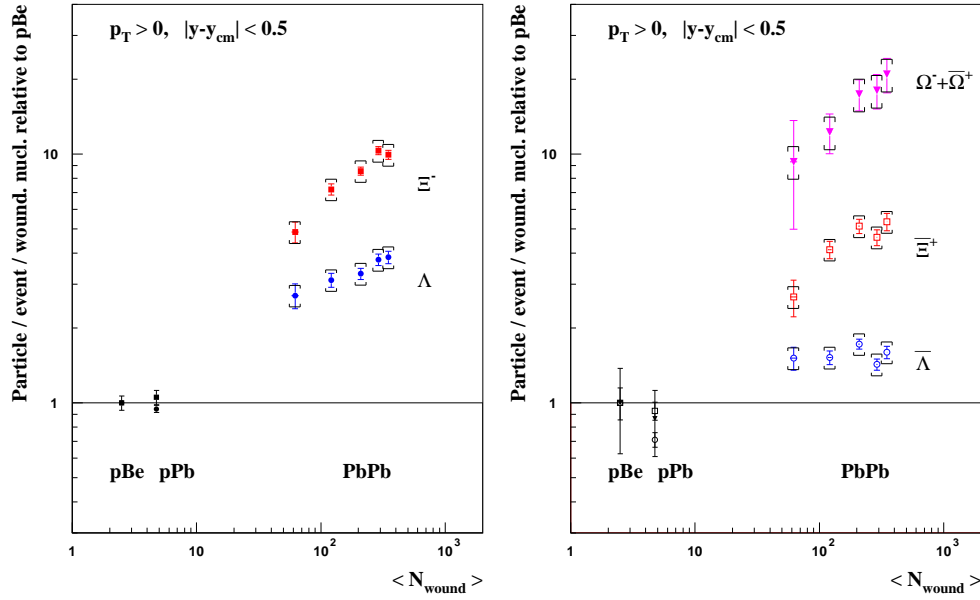 Particle / event / wound. nucl. relative to pBe
p_T > 0, |y-y_cm| < 0.5
10
1
Ξ⁻
Λ
pBe pPb PbPb
1 10 10² 10³
< N_wound >
Particle / event / wound. nucl. relative to pBe
p_T > 0, |y-y_cm| < 0.5
10
1
Ω⁻+Ω̅⁺
Ξ̅⁺
Λ̅
pBe pPb PbPb
1 10 10² 10³
< N_wound >